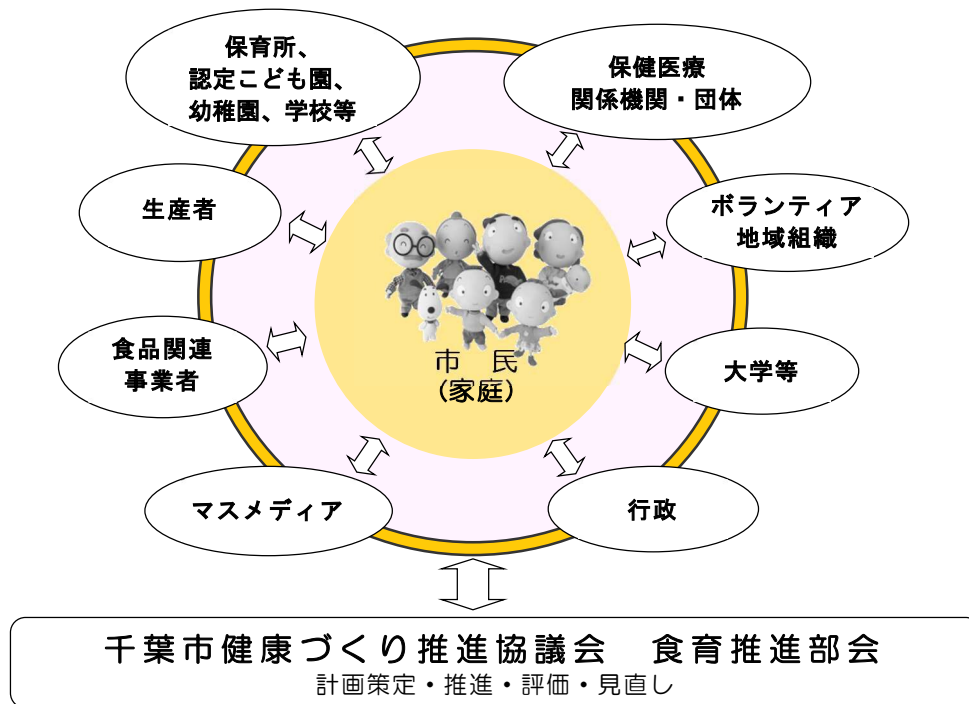 保育所、
認定こども園、
幼稚園、学校等
保健医療
関係機関・団体
生産者
ボランティア
地域組織
食品関連
事業者
市　民
(家庭)
大学等
マスメディア
行政
千葉市健康づくり推進協議会　食育推進部会
計画策定・推進・評価・見直し